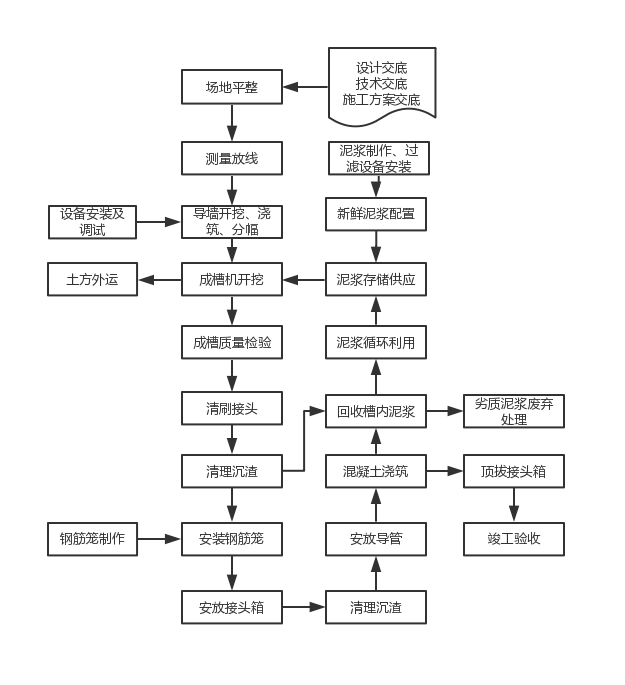 设计交底
技术交底
施工方案交底
场地平整
测量放线
泥浆制作、过
滤设备安装
设备安装及
调试
导墙开挖、浇
筑、分幅
新鲜泥浆配置
土方外运
成槽机开挖
泥浆存储供应
成槽质量检验
泥浆循环利用
清刷接头
回收槽内泥浆
劣质泥浆废弃
处理
清理沉渣
混凝土浇筑
顶拔接头箱
钢筋笼制作
安装钢筋笼
安放导管
竣工验收
安放接头箱
清理沉渣